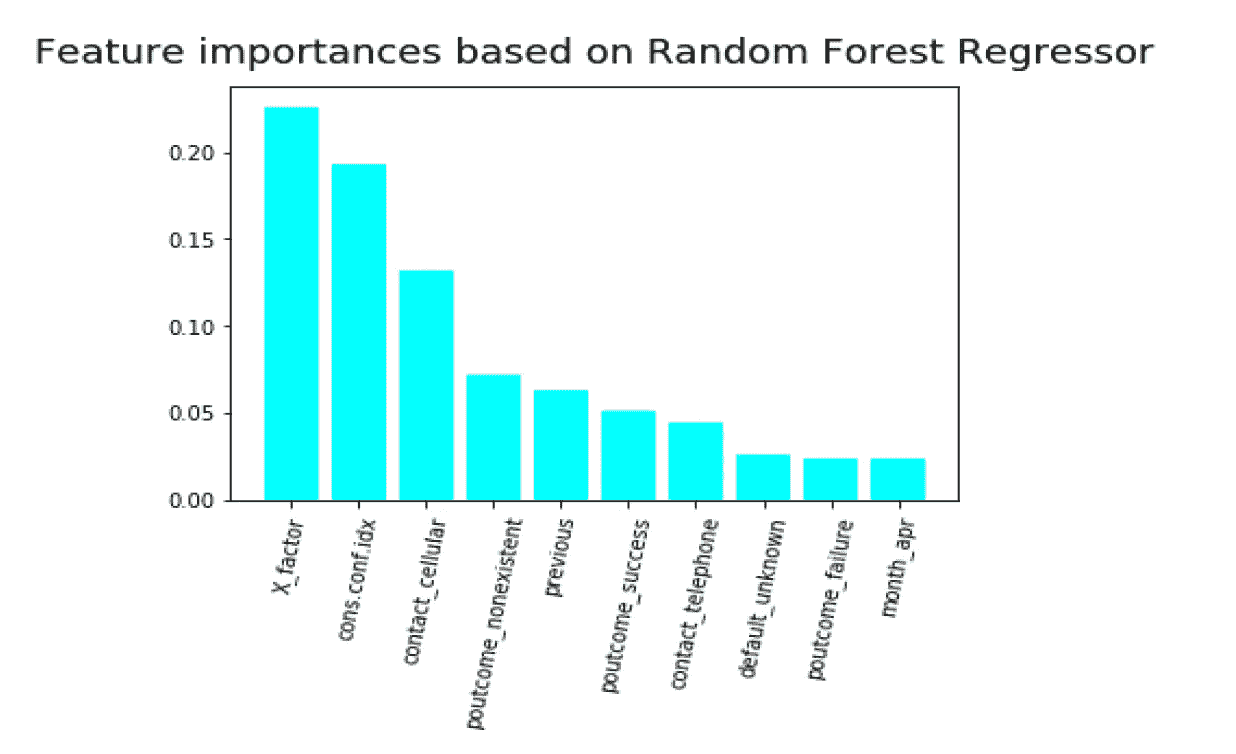 Feature importances based on Random Forest Regressor
0.20
0.15
0.10
0.05
0.00
X_factor
cons.conf.idx
contact_cellular
poutcome_nonexistent
previous
poutcome_success
contact_telephone
default_unknown
poutcome_failure
month_apr